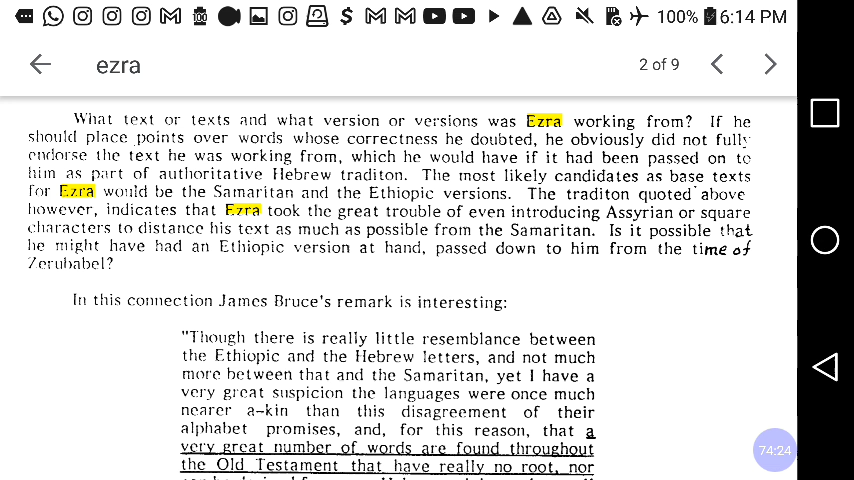 100% 6:14 PM
ezra
2 of 9
What text or texts and what version or versions was Ezra working from? If he
should place points over words whose correctness he doubted, he obviously did not fully
endorse the text he was working from, which he would have if it had been passed on to
him as part of authoritative Hebrew traditon. The most likely candidates as base texts
for Ezra would be the Samaritan and the Ethiopic versions. The traditon quoted above
however, indicates that Ezra took the great trouble of even introducing Assyrian or square
characters to distance his text as much as possible from the Samaritan. Is it possible that
he might have had an Ethiopic version at hand, passed down to him from the time of
Zerubabel?
In this connection James Bruce's remark is interesting:
"Though there is really little resemblance between
the Ethiopic and the Hebrew letters, and not much
more between that and the Samaritan, yet I have a
very great suspicion the languages were once much
nearer a-kin than this disagreement of their
alphabet promises, and, for this reason, that a
very great number of words are found throughout
the Old Testament that have really no root, nor
74:24